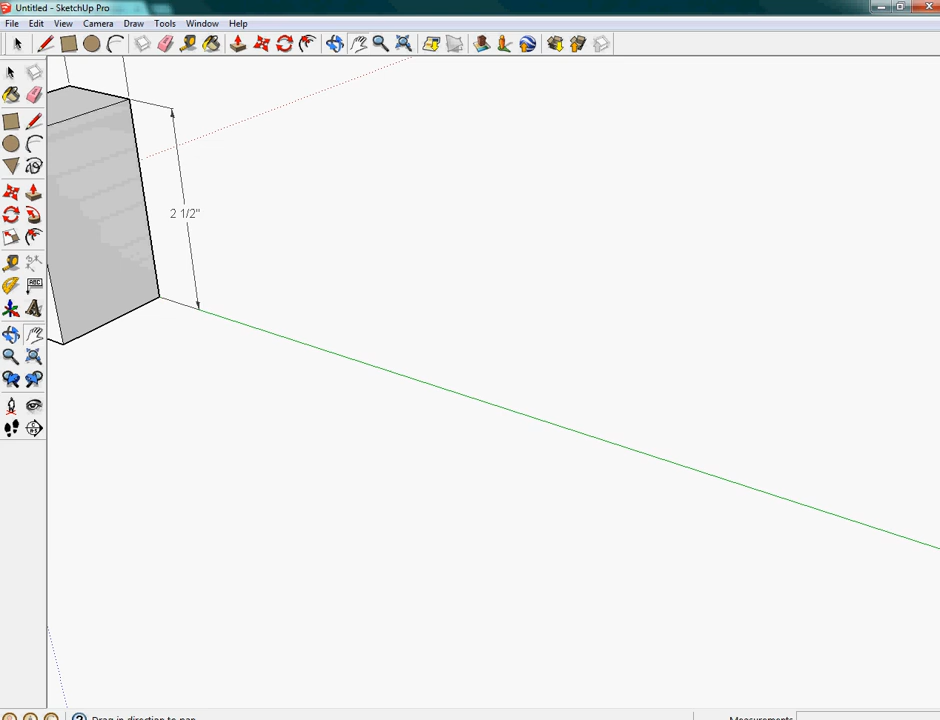 Untitled - SketchUp Pro
File Edit View Camera Draw Tools Window Help
2 1/2"
ABC
Drag in direction to pan
Measurements